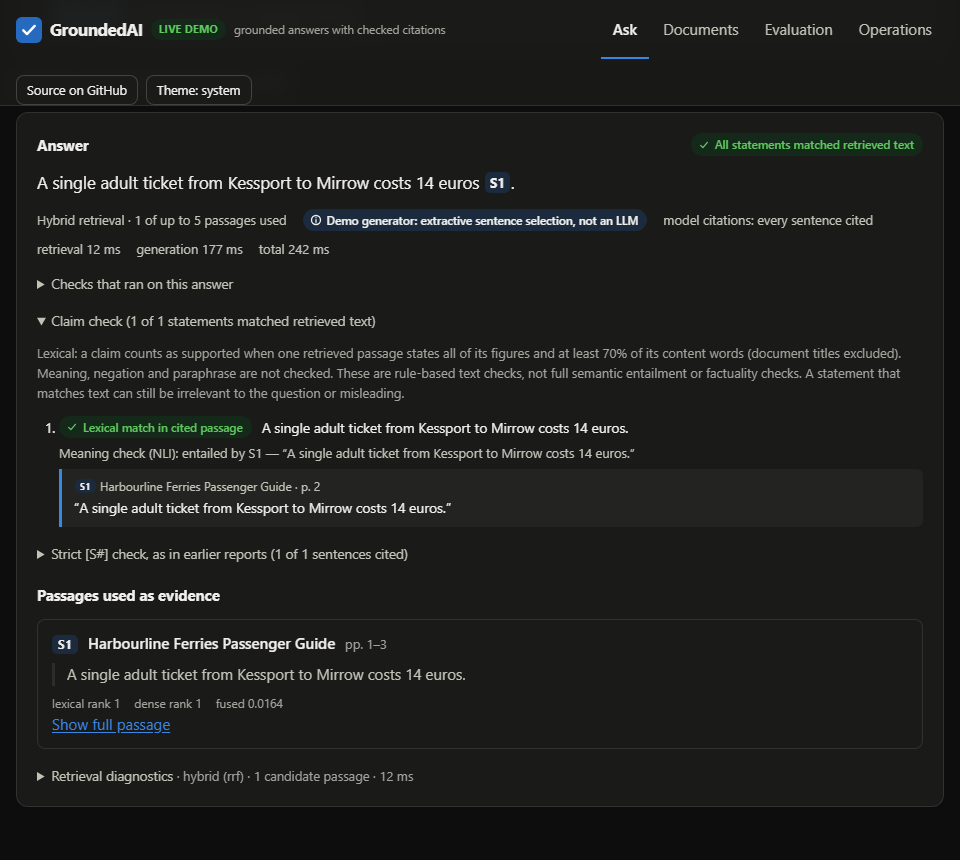 GroundedAI LIVE DEMO grounded answers with checked citations Ask Documents Evaluation Operations
Source on GitHub Theme: system
Answer ✓ All statements matched retrieved text
A single adult ticket from Kessport to Mirrow costs 14 euros S1.
Hybrid retrieval · 1 of up to 5 passages used Demo generator: extractive sentence selection, not an LLM model citations: every sentence cited
retrieval 12 ms generation 177 ms total 242 ms
▶ Checks that ran on this answer
▼ Claim check (1 of 1 statements matched retrieved text)
Lexical: a claim counts as supported when one retrieved passage states all of its figures and at least 70% of its content words (document titles excluded).
Meaning, negation and paraphrase are not checked. These are rule-based text checks, not full semantic entailment or factuality checks. A statement that
matches text can still be irrelevant to the question or misleading.
1. ✓ Lexical match in cited passage A single adult ticket from Kessport to Mirrow costs 14 euros.
Meaning check (NLI): entailed by S1 — “A single adult ticket from Kessport to Mirrow costs 14 euros.”
S1 Harbourline Ferries Passenger Guide · p. 2
“A single adult ticket from Kessport to Mirrow costs 14 euros.”
▶ Strict [S#] check, as in earlier reports (1 of 1 sentences cited)
Passages used as evidence
S1 Harbourline Ferries Passenger Guide pp. 1–3
A single adult ticket from Kessport to Mirrow costs 14 euros.
lexical rank 1 dense rank 1 fused 0.0164
Show full passage
▶ Retrieval diagnostics · hybrid (rrf) · 1 candidate passage · 12 ms